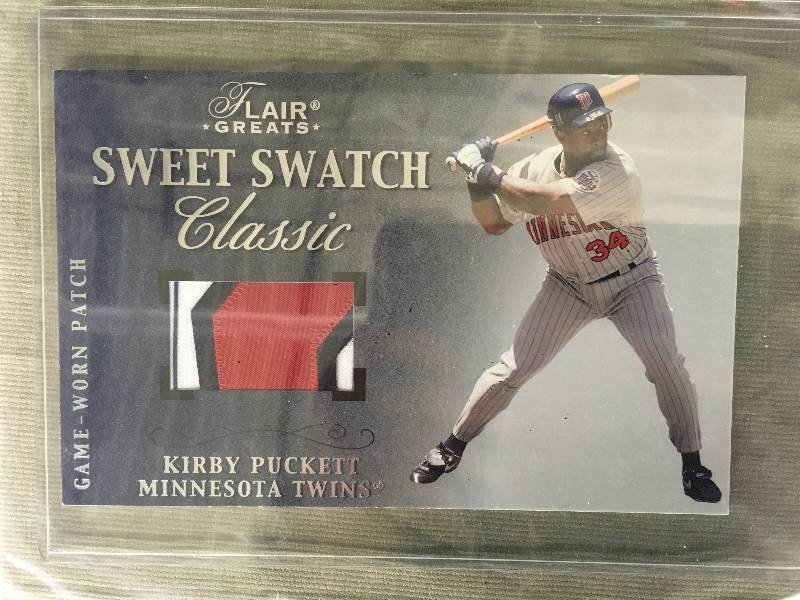 FLAIR®
GREATS
SWEET SWATCH
Classic
GAME-WORN PATCH
KIRBY PUCKETT
MINNESOTA TWINS®
MINNESOTA
34